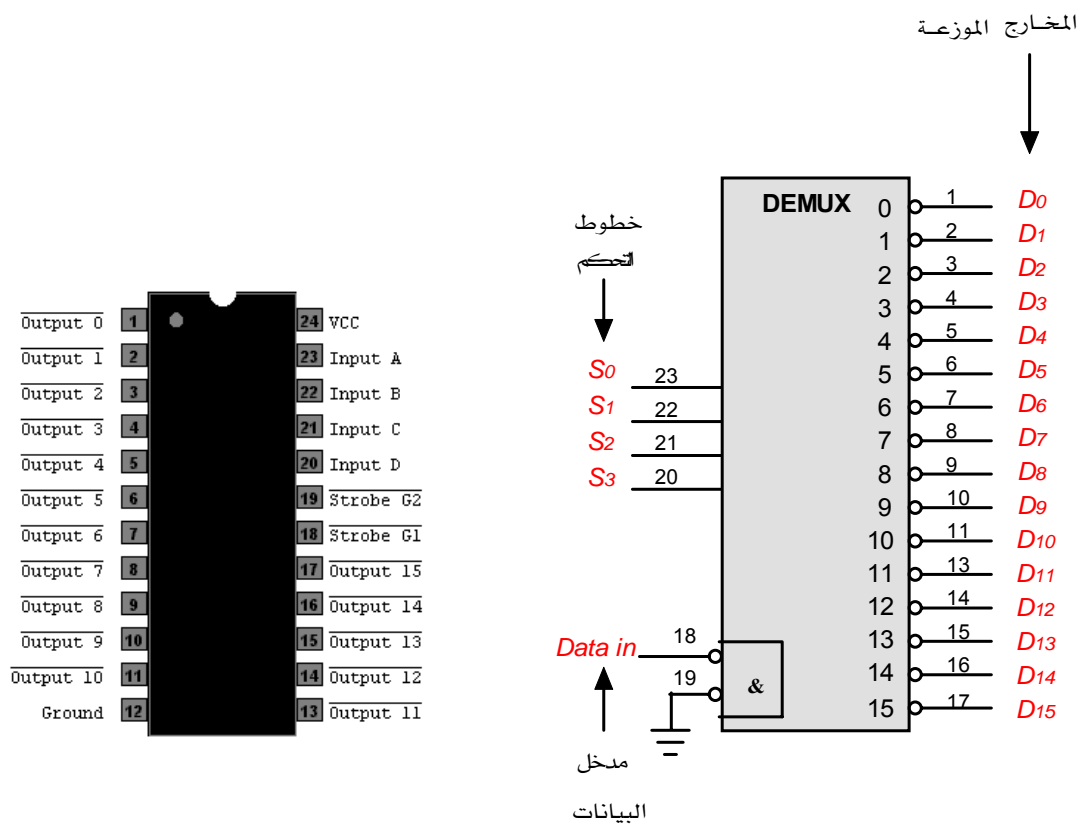 المخارج الموزعة
خطوط
التحكم
Output 0 1
Output 1 2
Output 2 3
Output 3 4
Output 4 5
Output 5 6
Output 6 7
Output 7 8
Output 8 9
Output 9 10
Output 10 11
Ground 12
24 VCC
23 Input A
22 Input B
21 Input C
20 Input D
19 Strobe G2
18 Strobe G1
17 Output 15
16 Output 14
15 Output 13
14 Output 12
13 Output 11
DEMUX
S0 23
S1 22
S2 21
S3 20
Data in 18
19
&
0 1 D0
1 2 D1
2 3 D2
3 4 D3
4 5 D4
5 6 D5
6 7 D6
7 8 D7
8 9 D8
9 10 D9
10 11 D10
11 13 D11
12 14 D12
13 15 D13
14 16 D14
15 17 D15
مدخل
البيانات